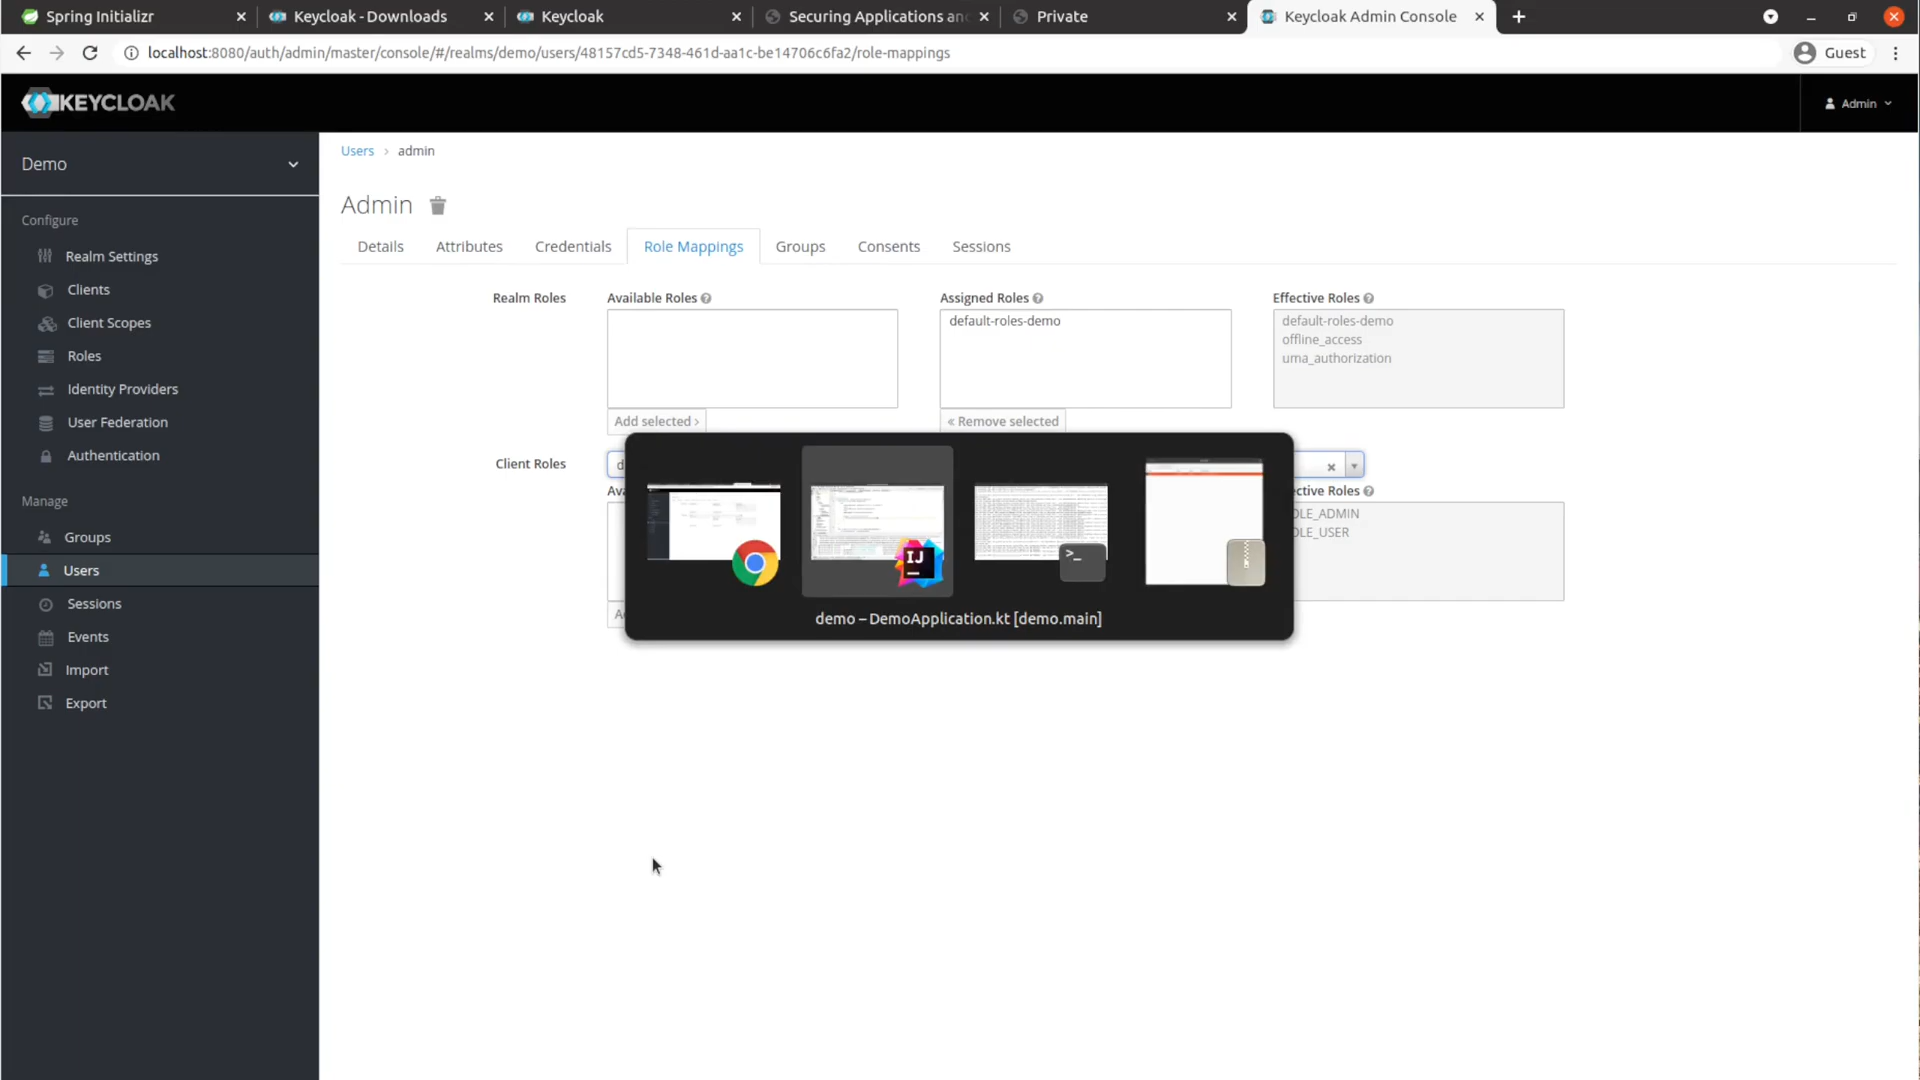 Spring Initializr
Keycloak - Downloads
Keycloak
Securing Applications an
Private
Keycloak Admin Console
localhost:8080/auth/admin/master/console/#/realms/demo/users/48157cd5-7348-461d-aa1c-be14706c6fa2/role-mappings
Guest
KEYCLOAK
Admin
Demo
Users > admin
Admin
Configure
Details
Attributes
Credentials
Role Mappings
Groups
Consents
Sessions
Realm Settings
Clients
Client Scopes
Roles
Identity Providers
User Federation
Authentication
Manage
Groups
Users
Sessions
Events
Import
Export
Realm Roles
Available Roles
Assigned Roles
Effective Roles
default-roles-demo
default-roles-demo
offline_access
uma_authorization
Add selected >
« Remove selected
Client Roles
d
Ava
ctive Roles
OLE_ADMIN
OLE_USER
IJ
>_
demo – DemoApplication.kt [demo.main]